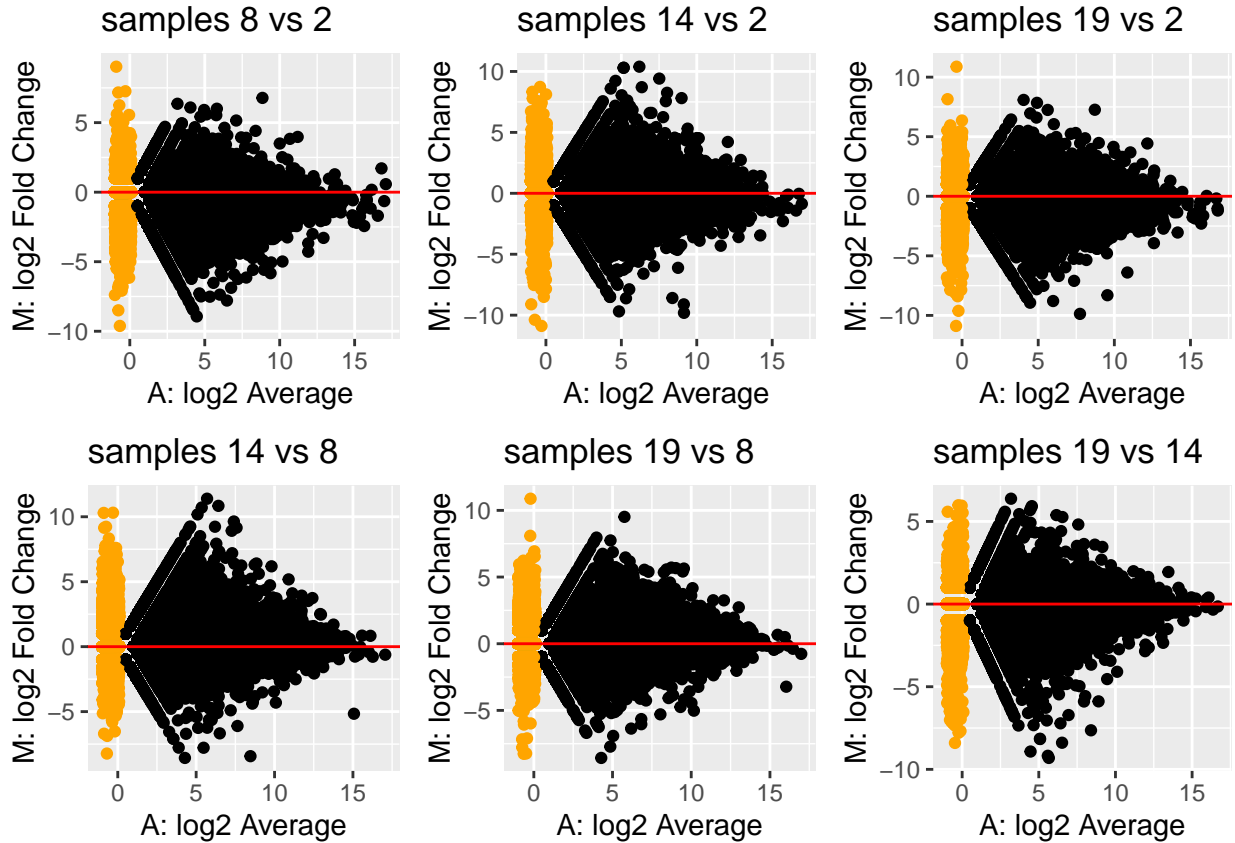 samples 8 vs 2
M: log2 Fold Change
5
0
−5
−10
0
5
10
15
A: log2 Average
samples 14 vs 2
M: log2 Fold Change
10
5
0
−5
−10
0
5
10
15
A: log2 Average
samples 19 vs 2
M: log2 Fold Change
10
5
0
−5
−10
0
5
10
15
A: log2 Average
samples 14 vs 8
M: log2 Fold Change
10
5
0
−5
0
5
10
15
A: log2 Average
samples 19 vs 8
M: log2 Fold Change
10
5
0
−5
0
5
10
15
A: log2 Average
samples 19 vs 14
M: log2 Fold Change
5
0
−5
−10
0
5
10
15
A: log2 Average